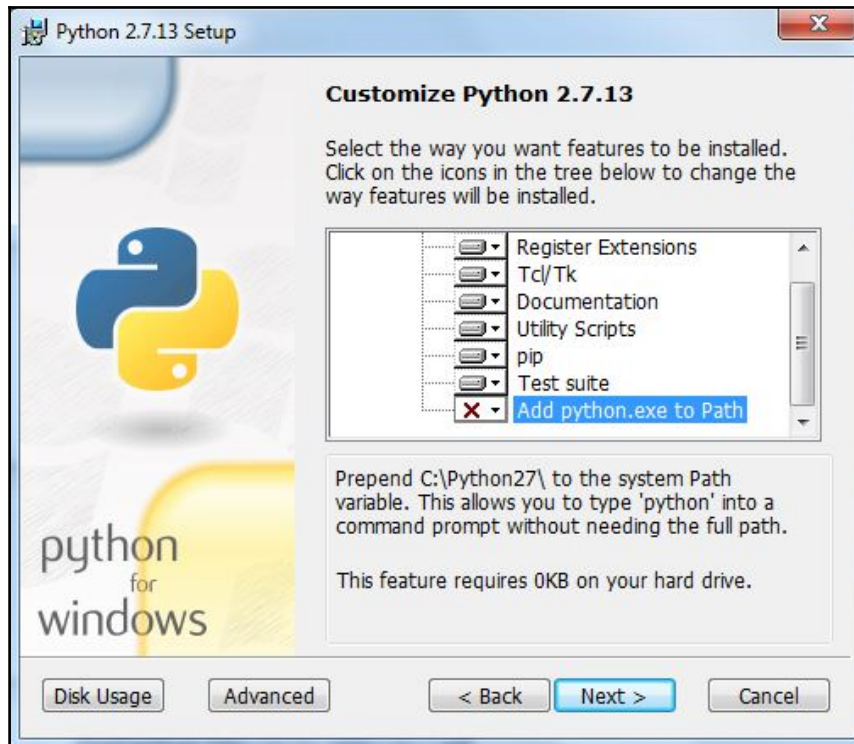 Python 2.7.13 Setup
Customize Python 2.7.13
Select the way you want features to be installed.
Click on the icons in the tree below to change the
way features will be installed.
Register Extensions
Tcl/Tk
Documentation
Utility Scripts
pip
Test suite
Add python.exe to Path
Prepend C:\Python27\ to the system Path
variable. This allows you to type 'python' into a
command prompt without needing the full path.
This feature requires 0KB on your hard drive.
python
for
windows
Disk Usage
Advanced
< Back
Next >
Cancel